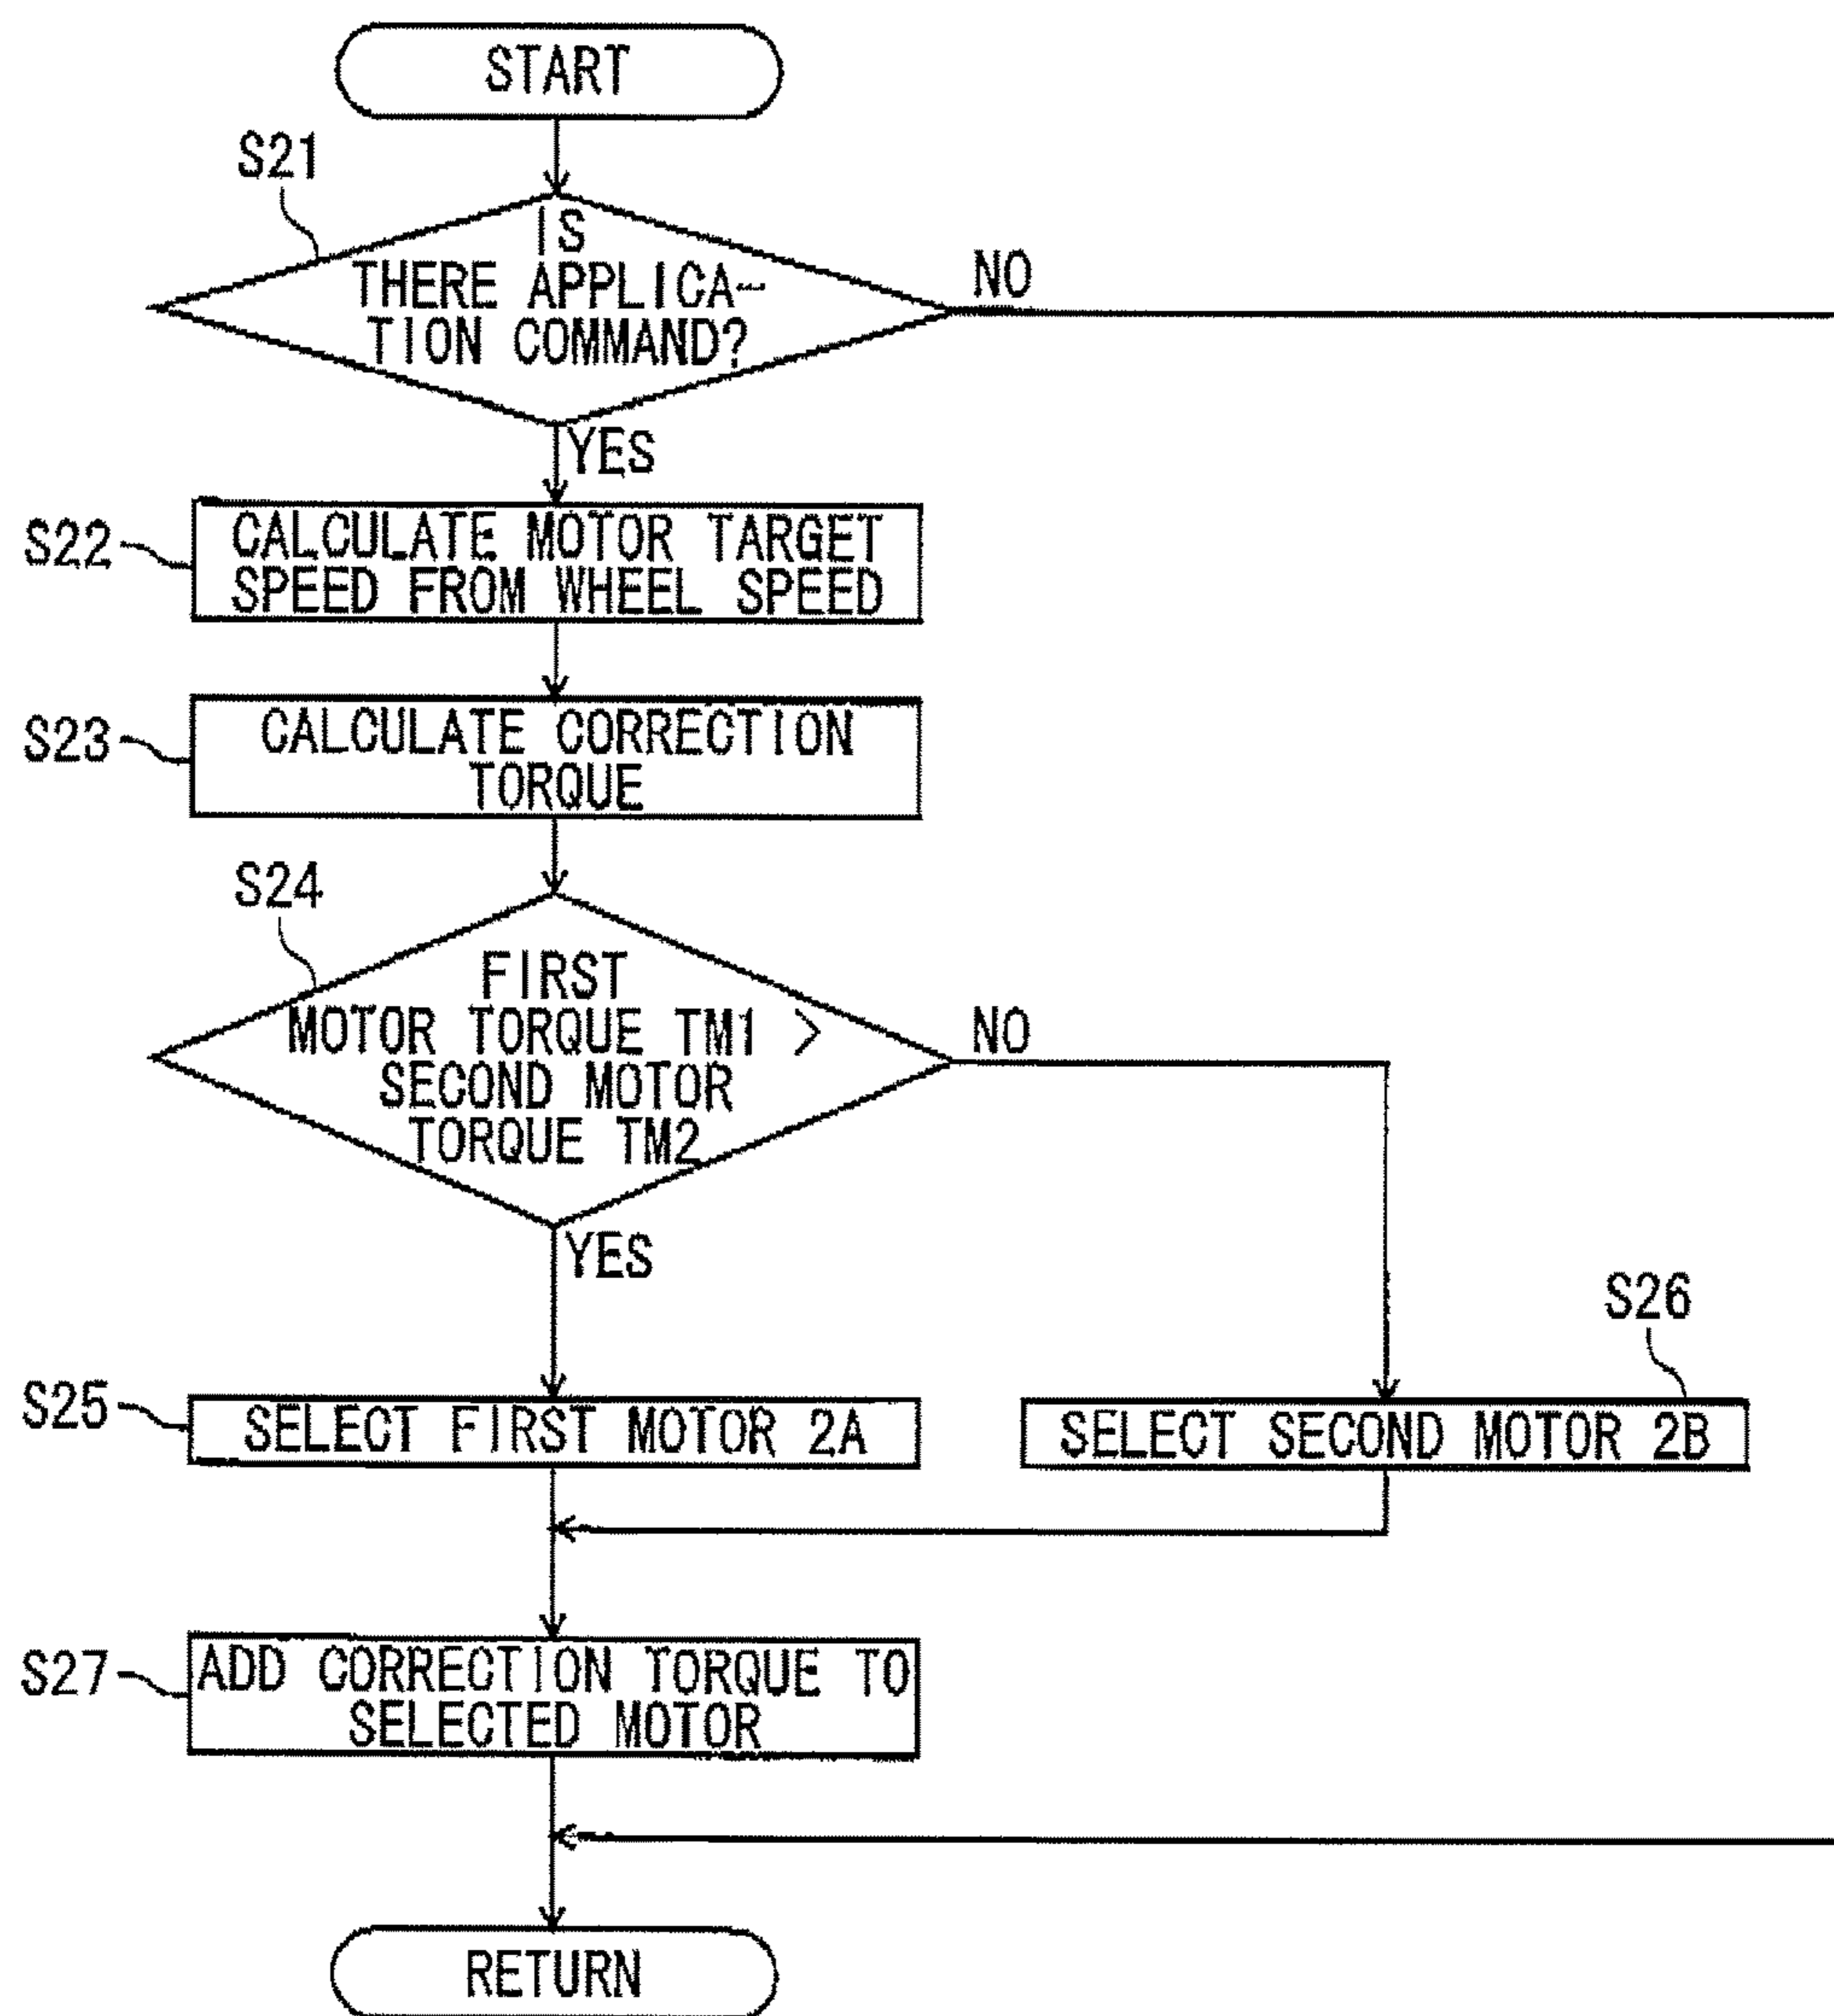 START
S21
IS
THERE APPLICA-
TION COMMAND?
NO
YES
S22
CALCULATE MOTOR TARGET
SPEED FROM WHEEL SPEED
S23
CALCULATE CORRECTION
TORQUE
S24
FIRST
MOTOR TORQUE TM1 >
SECOND MOTOR
TORQUE TM2
NO
YES
S25
SELECT FIRST MOTOR 2A
S26
SELECT SECOND MOTOR 2B
S27
ADD CORRECTION TORQUE TO
SELECTED MOTOR
RETURN